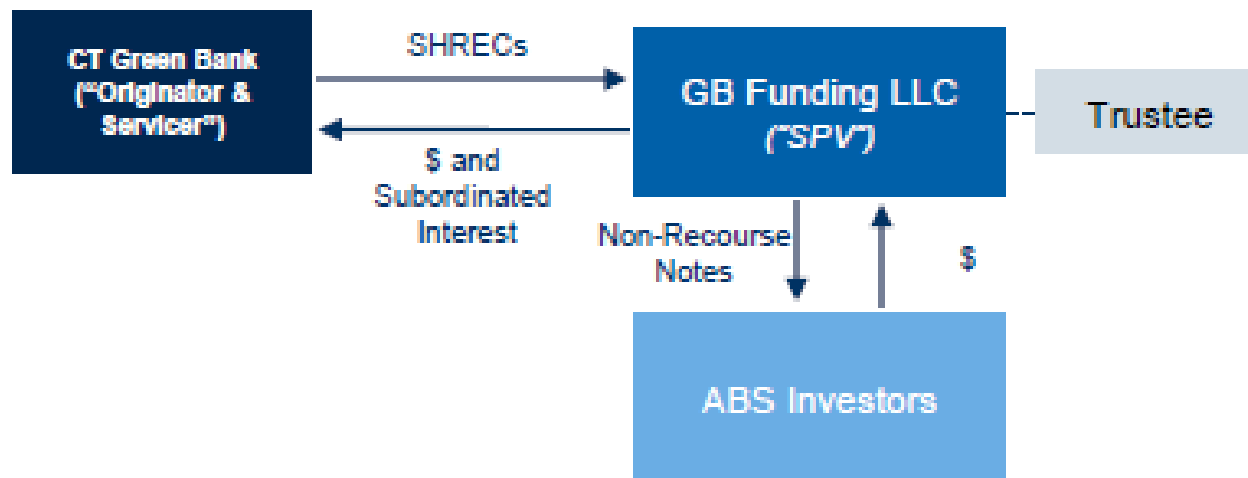 CT Green Bank
("Originator &
Servicer")
SHRECs
GB Funding LLC
("SPV")
Trustee
$ and
Subordinated
Interest
Non-Recourse
Notes
$
ABS Investors